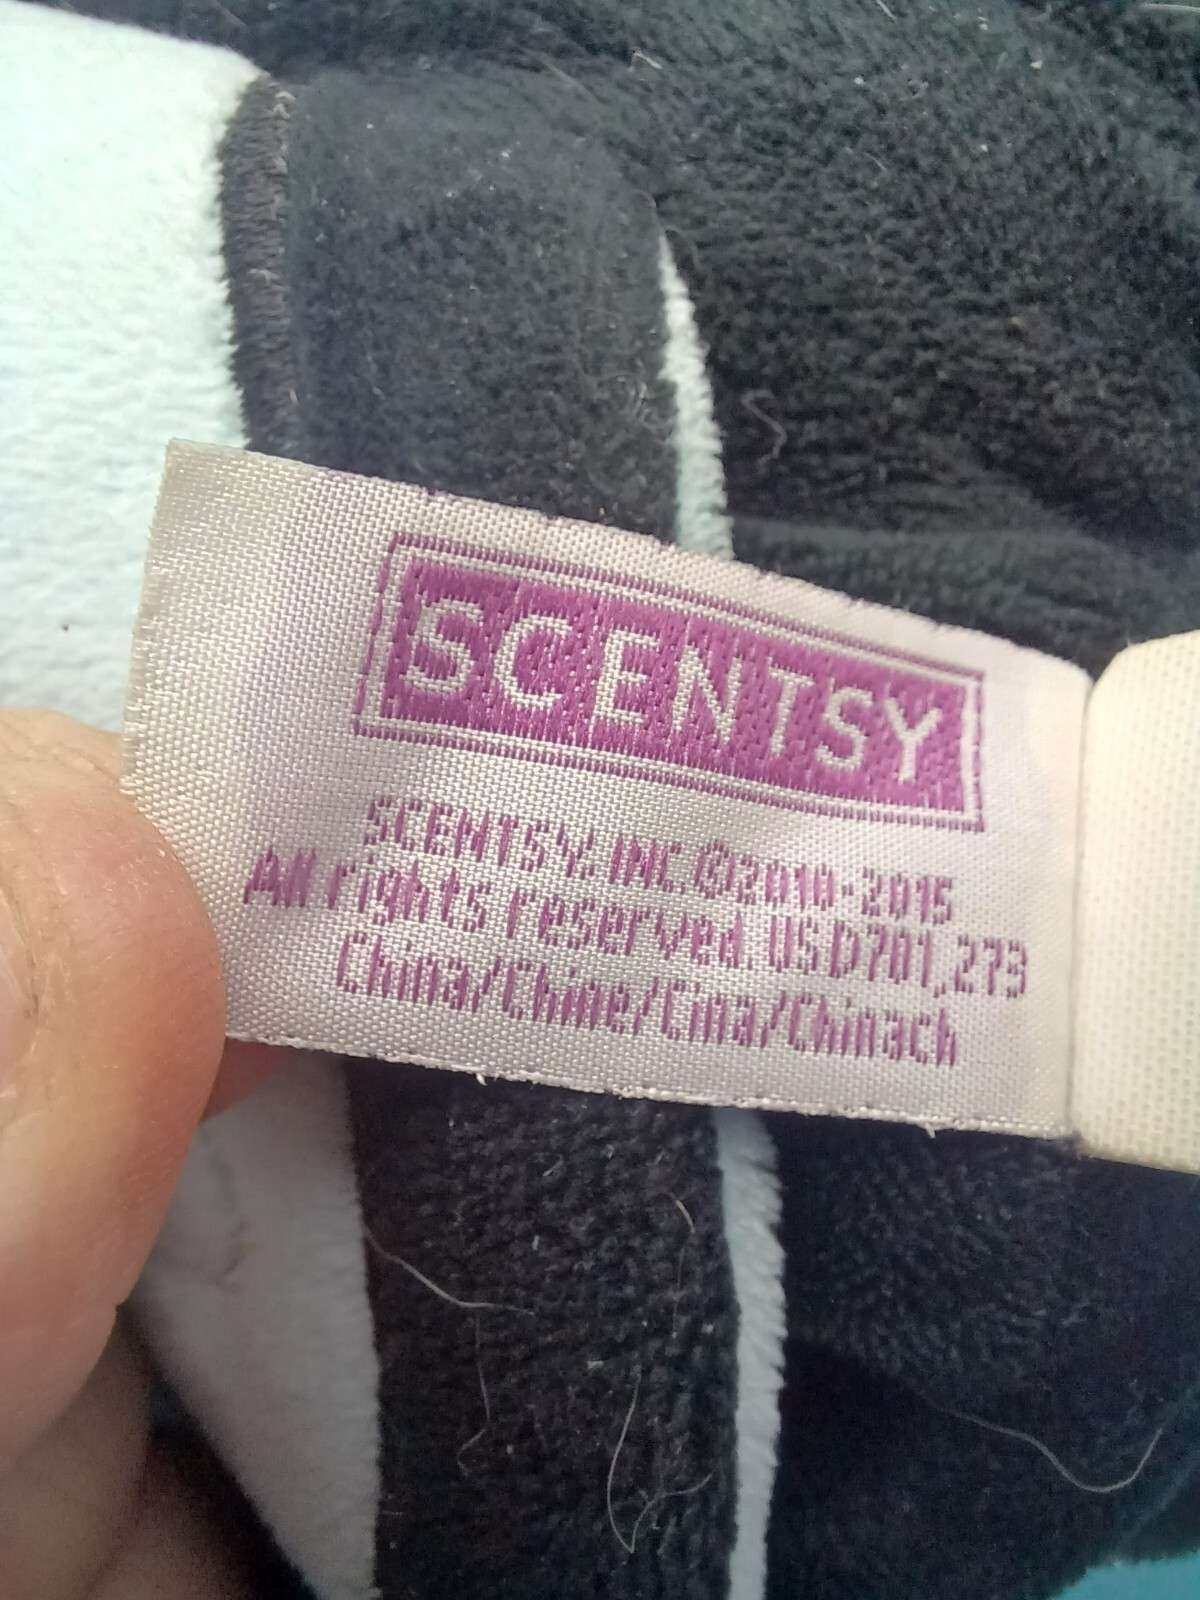 SCENTSY
SCENTSY, INC.©2010-2015
All rights reserved. US D701,273
China/Chine/Cina/Chinach